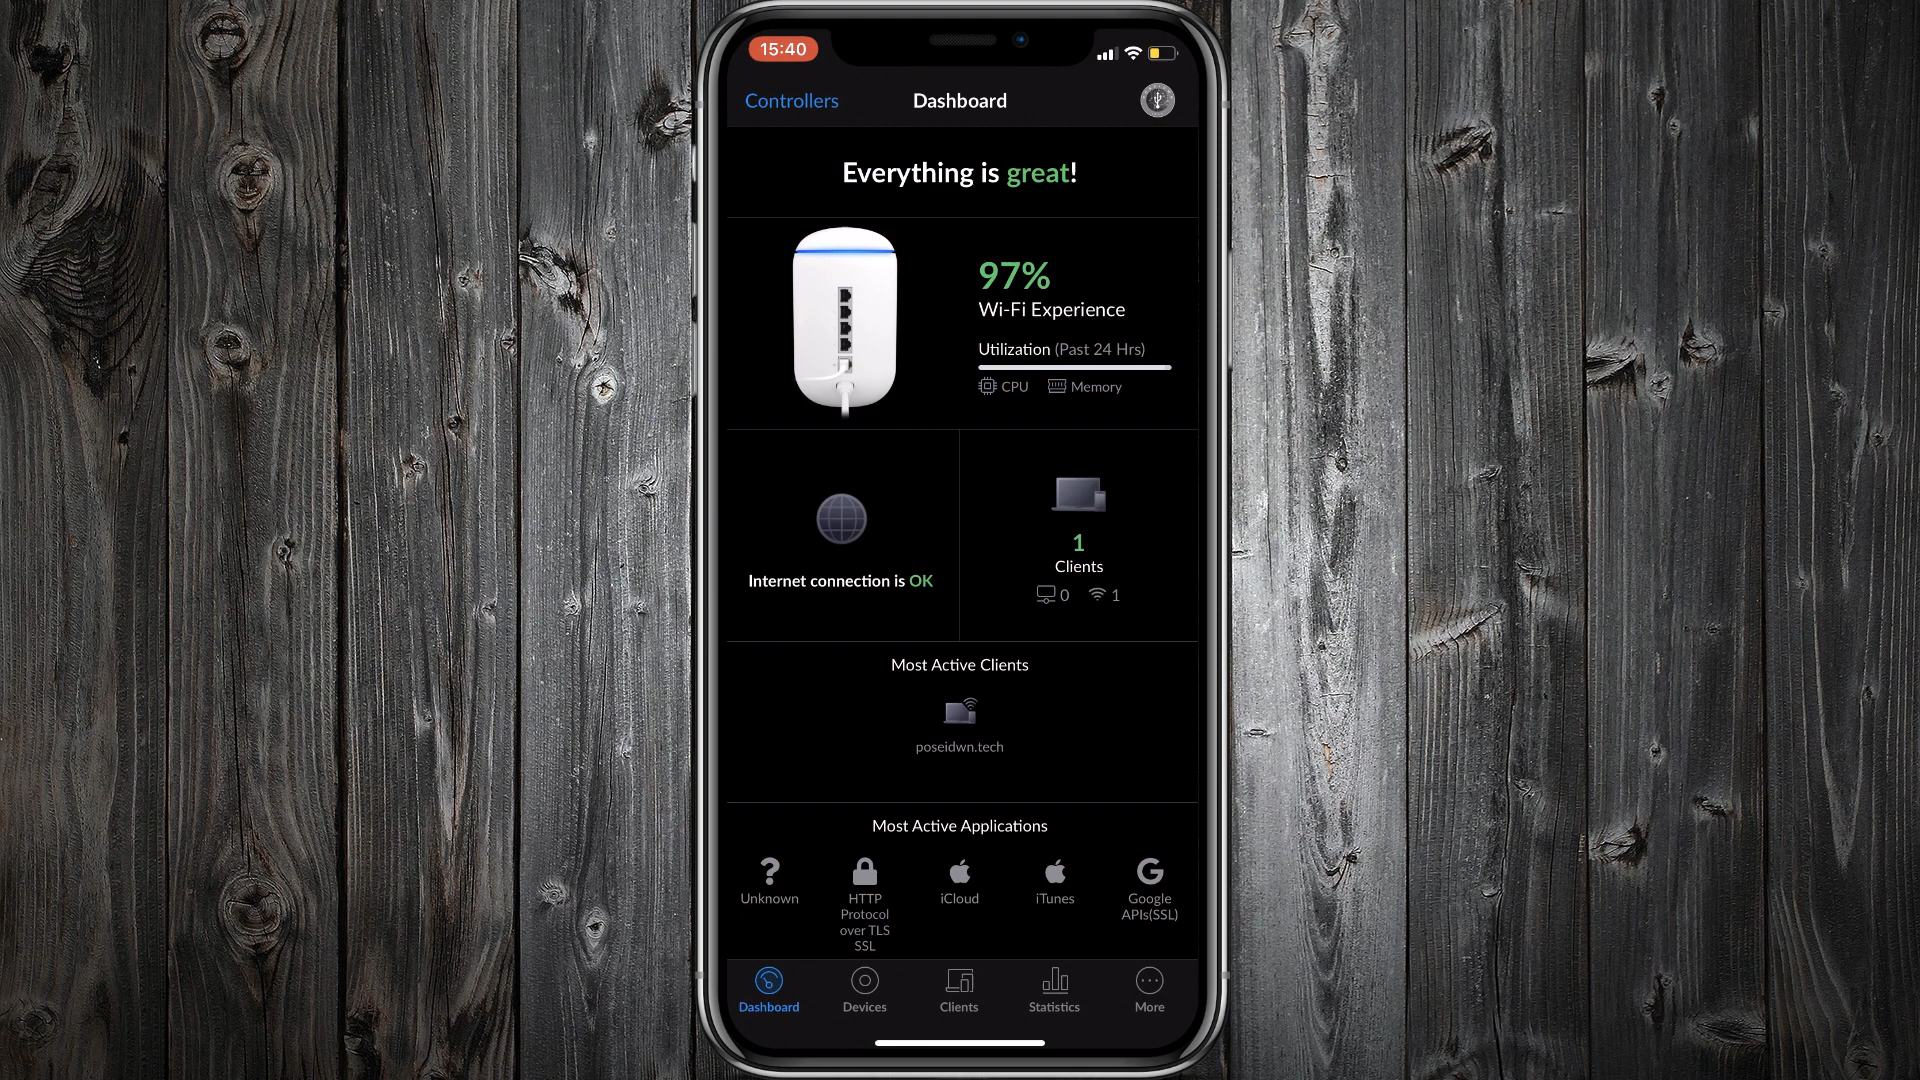 15:40
Controllers
Dashboard
Everything is great!
97%
Wi-Fi Experience
Utilization (Past 24 Hrs)
CPU Memory
Internet connection is OK
1
Clients
0 1
Most Active Clients
poseidwn.tech
Most Active Applications
Unknown
HTTP
Protocol
over TLS
SSL
iCloud
iTunes
Google
APIs(SSL)
Dashboard
Devices
Clients
Statistics
More